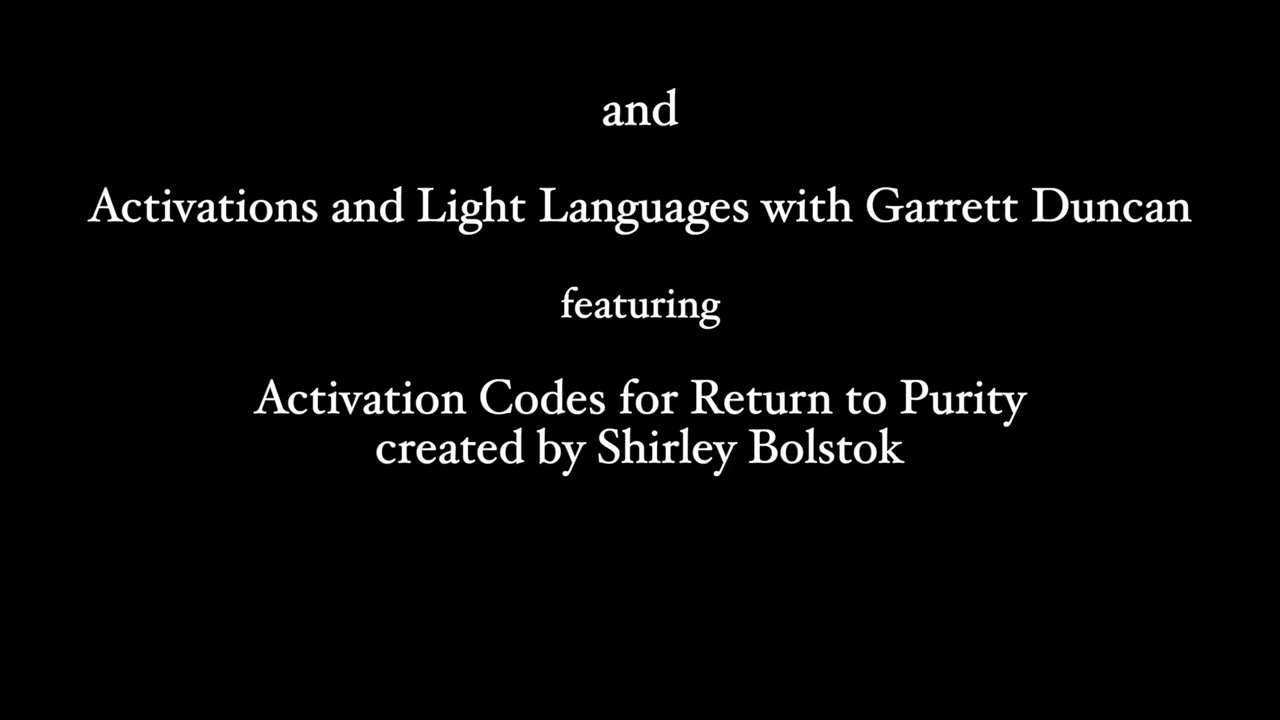 and
Activations and Light Languages with Garrett Duncan
featuring
Activation Codes for Return to Purity
created by Shirley Bolstok